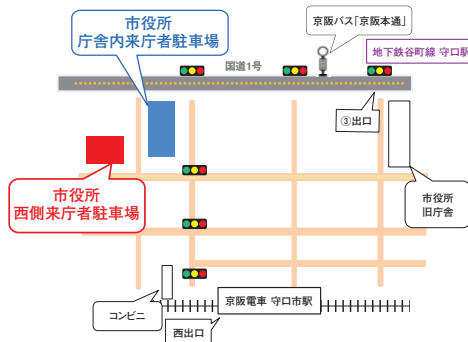 市役所
庁舎内来庁者駐車場
京阪バス「京阪本通」
地下鉄谷町線 守口駅
国道1号
③出口
市役所
西側来庁者駐車場
市役所
旧庁舎
京阪電車 守口市駅
コンビニ
西出口